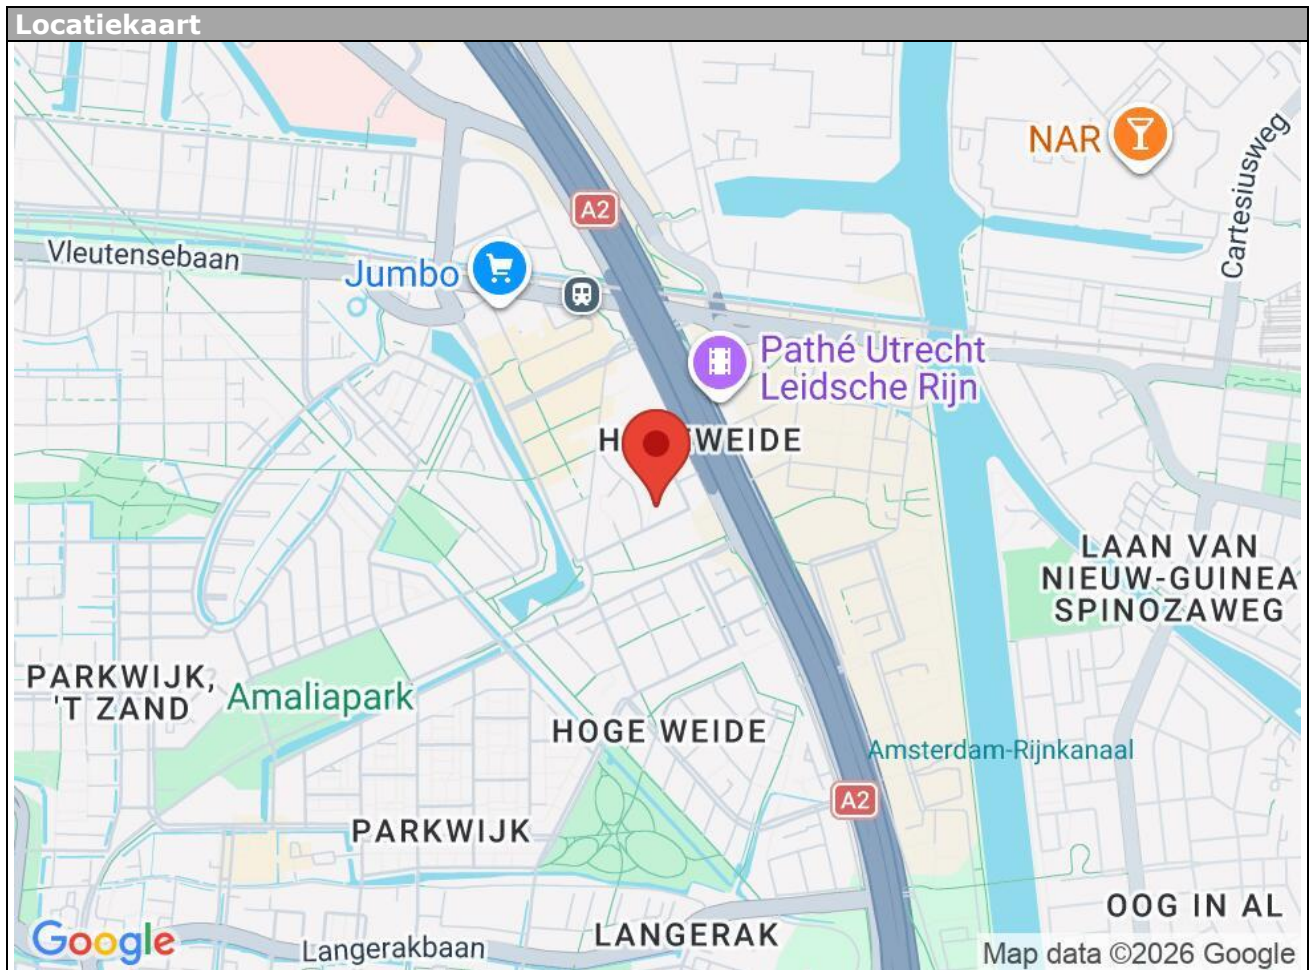 Locatiekaart
NAR
Cartesiusweg
A2
Vleutensebaan
Jumbo
Pathé Utrecht
Leidsche Rijn
H WEIDE
LAAN VAN
NIEUW-GUINEA
SPINOZAWEG
PARKWIJK,
'T ZAND
Amaliapark
HOGE WEIDE
Amsterdam-Rijnkanaal
A2
PARKWIJK
OOG IN AL
LANGERAK
Langerakbaan
Google
Map data ©2026 Google